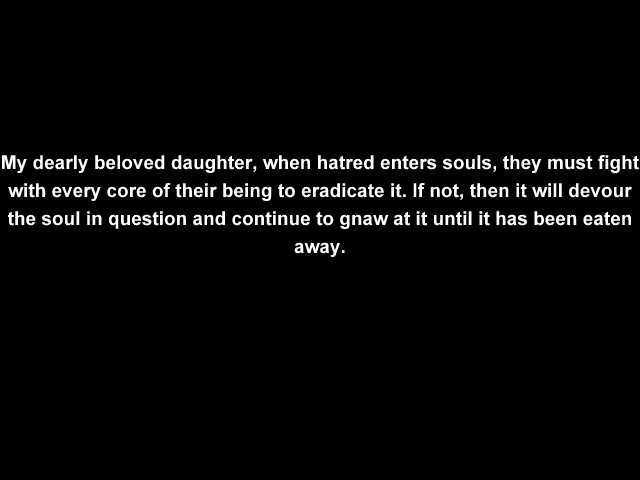 My dearly beloved daughter, when hatred enters souls, they must fight
with every core of their being to eradicate it. If not, then it will devour
the soul in question and continue to gnaw at it until it has been eaten
away.